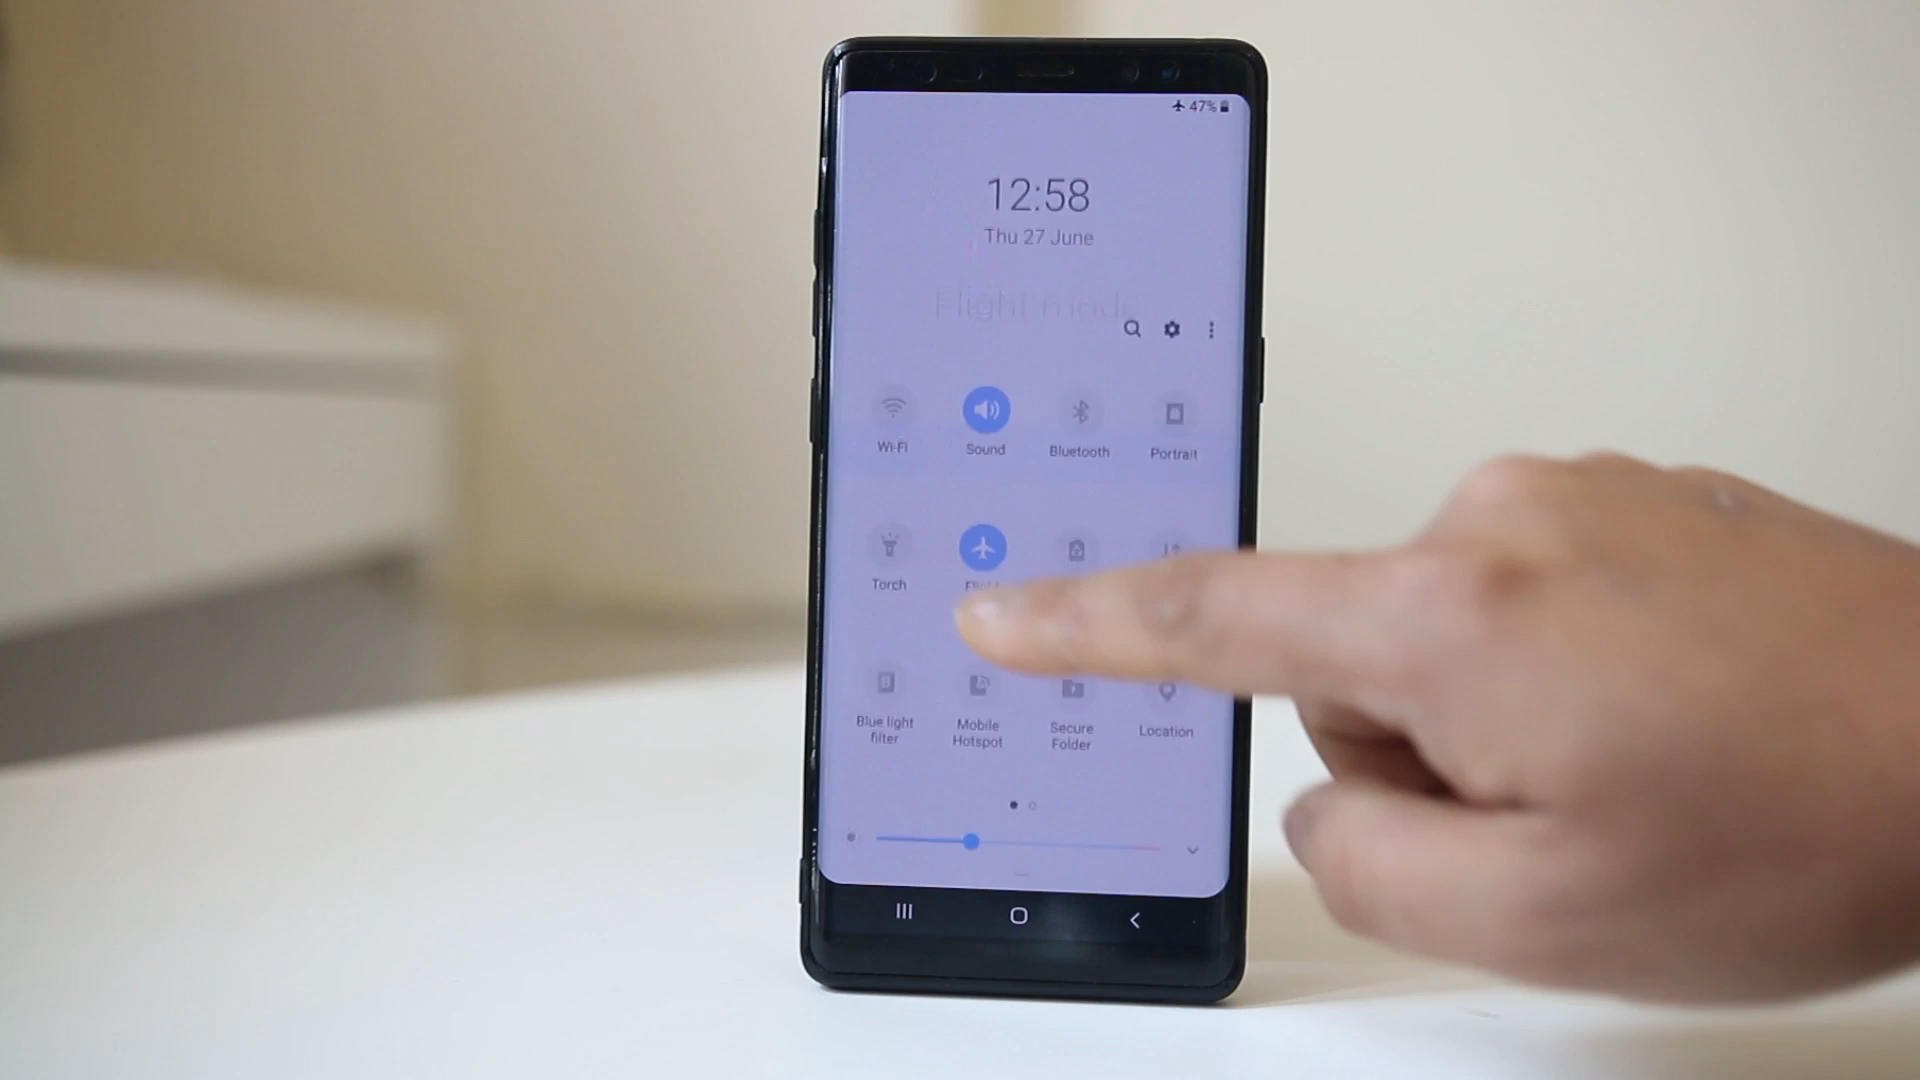 47%
12:58
Thu 27 June
Flight mode
Wi-Fi
Sound
Bluetooth
Portrait
Torch
Blue light
filter
Mobile
Hotspot
Secure
Folder
Location